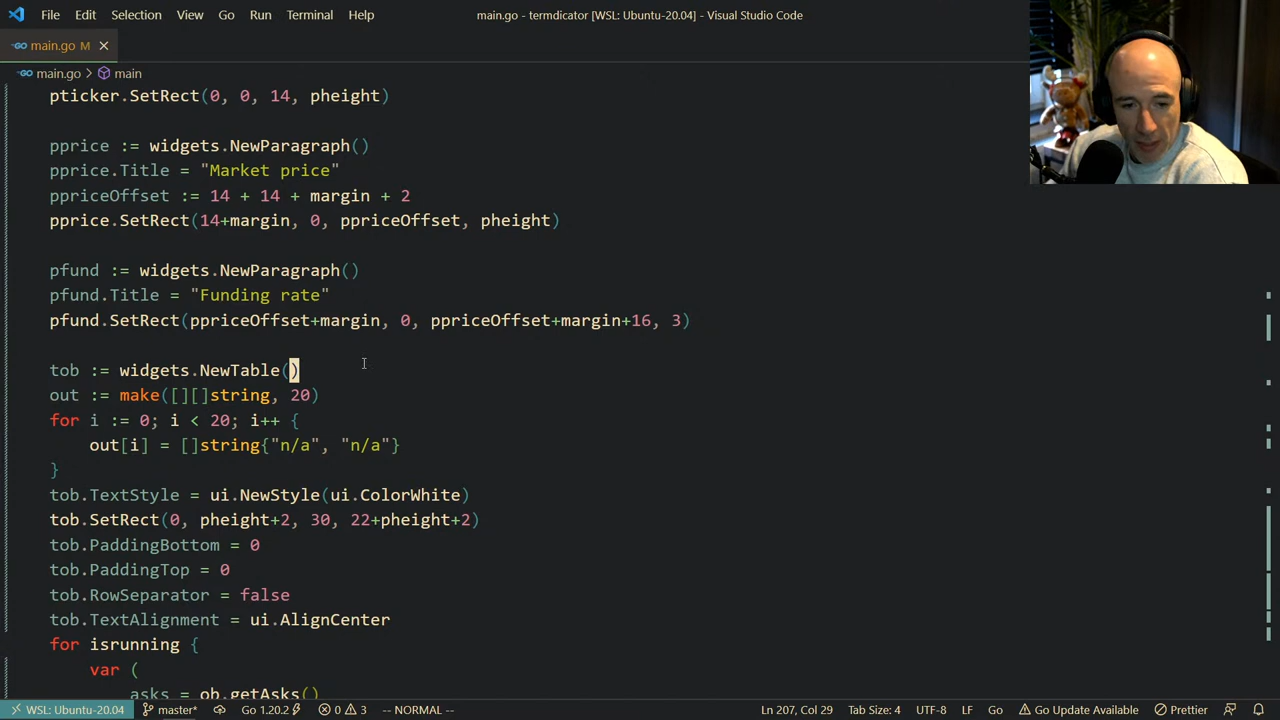 File Edit Selection View Go Run Terminal Help main.go - termdicator [WSL: Ubuntu-20.04] - Visual Studio Code
main.go M
main.go > main
pticker.SetRect(0, 0, 14, pheight)
pprice := widgets.NewParagraph()
pprice.Title = "Market price"
ppriceOffset := 14 + 14 + margin + 2
pprice.SetRect(14+margin, 0, ppriceOffset, pheight)
pfund := widgets.NewParagraph()
pfund.Title = "Funding rate"
pfund.SetRect(ppriceOffset+margin, 0, ppriceOffset+margin+16, 3)
tob := widgets.NewTable()
out := make([][]string, 20)
for i := 0; i < 20; i++ {
out[i] = []string{"n/a", "n/a"}
}
tob.TextStyle = ui.NewStyle(ui.ColorWhite)
tob.SetRect(0, pheight+2, 30, 22+pheight+2)
tob.PaddingBottom = 0
tob.PaddingTop = 0
tob.RowSeparator = false
tob.TextAlignment = ui.AlignCenter
for isrunning {
var (
asks = ob.getAsks()
WSL: Ubuntu-20.04 master* Go 1.20.2 0 3 -- NORMAL -- Ln 207, Col 29 Tab Size: 4 UTF-8 LF Go Go Update Available Prettier